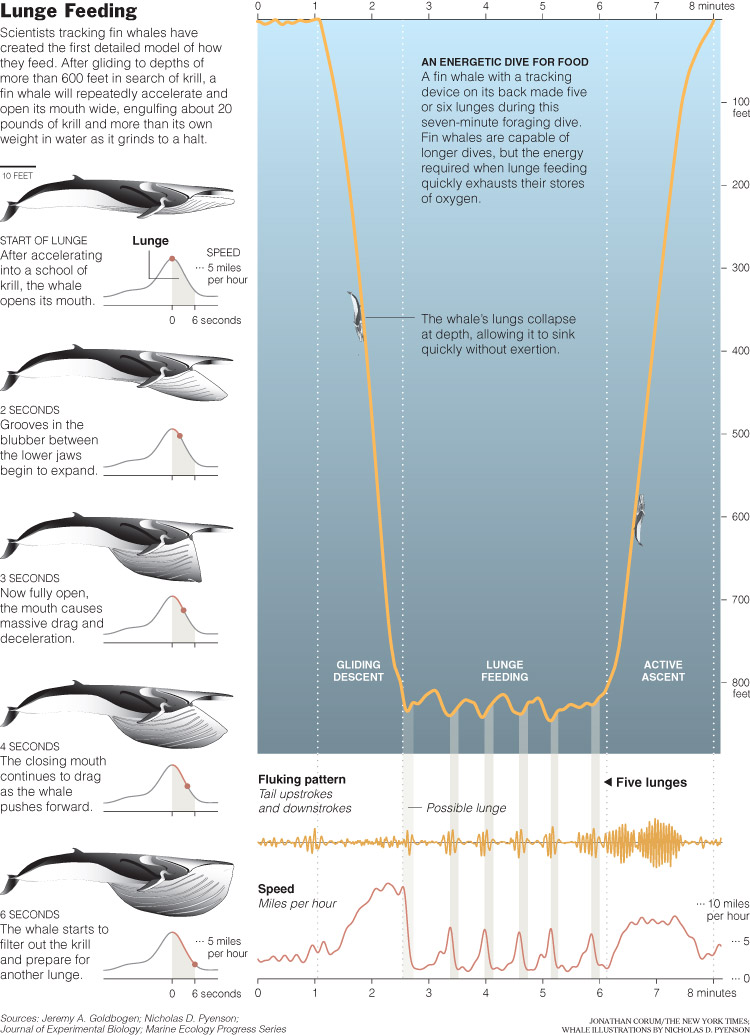 Lunge Feeding
Scientists tracking fin whales have
created the first detailed model of how
they feed. After gliding to depths of
more than 600 feet in search of krill, a
fin whale will repeatedly accelerate and
open its mouth wide, engulfing about 20
pounds of krill and more than its own
weight in water as it grinds to a halt.
10 FEET
START OF LUNGE
After accelerating
into a school of
krill, the whale
opens its mouth.
Lunge
SPEED
··· 5 miles
per hour
0 6 seconds
2 SECONDS
Grooves in the
blubber between
the lower jaws
begin to expand.
3 SECONDS
Now fully open,
the mouth causes
massive drag and
deceleration.
4 SECONDS
The closing mouth
continues to drag
as the whale
pushes forward.
6 SECONDS
The whale starts to
filter out the krill
and prepare for
another lunge.
··· 5 miles
per hour
0 6 seconds
0 1 2 3 4 5 6 7 8 minutes
AN ENERGETIC DIVE FOR FOOD
A fin whale with a tracking
device on its back made five
or six lunges during this
seven-minute foraging dive.
Fin whales are capable of
longer dives, but the energy
required when lunge feeding
quickly exhausts their stores
of oxygen.
100
feet
200
300
The whale's lungs collapse
at depth, allowing it to sink
quickly without exertion.
400
500
600
700
800
feet
GLIDING
DESCENT
LUNGE
FEEDING
ACTIVE
ASCENT
Fluking pattern
Tail upstrokes
and downstrokes
Possible lunge
◄ Five lunges
Speed
Miles per hour
··· 10 miles
per hour
··· 5
··· 0
0 1 2 3 4 5 6 7 8 minutes
Sources: Jeremy A. Goldbogen; Nicholas D. Pyenson;
Journal of Experimental Biology; Marine Ecology Progress Series
JONATHAN CORUM/THE NEW YORK TIMES;
WHALE ILLUSTRATIONS BY NICHOLAS D. PYENSON